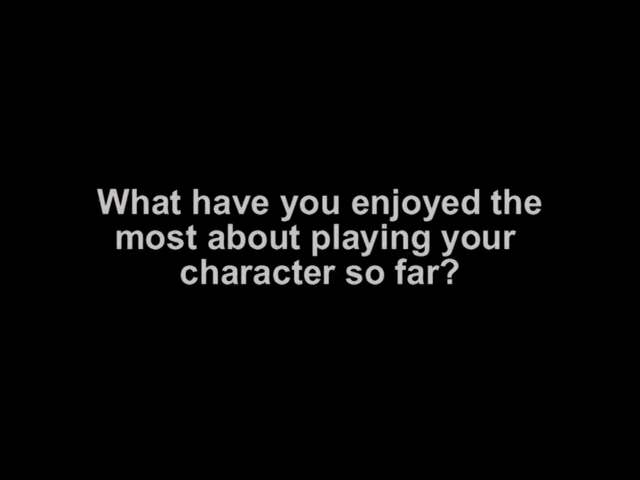 What have you enjoyed the
most about playing your
character so far?